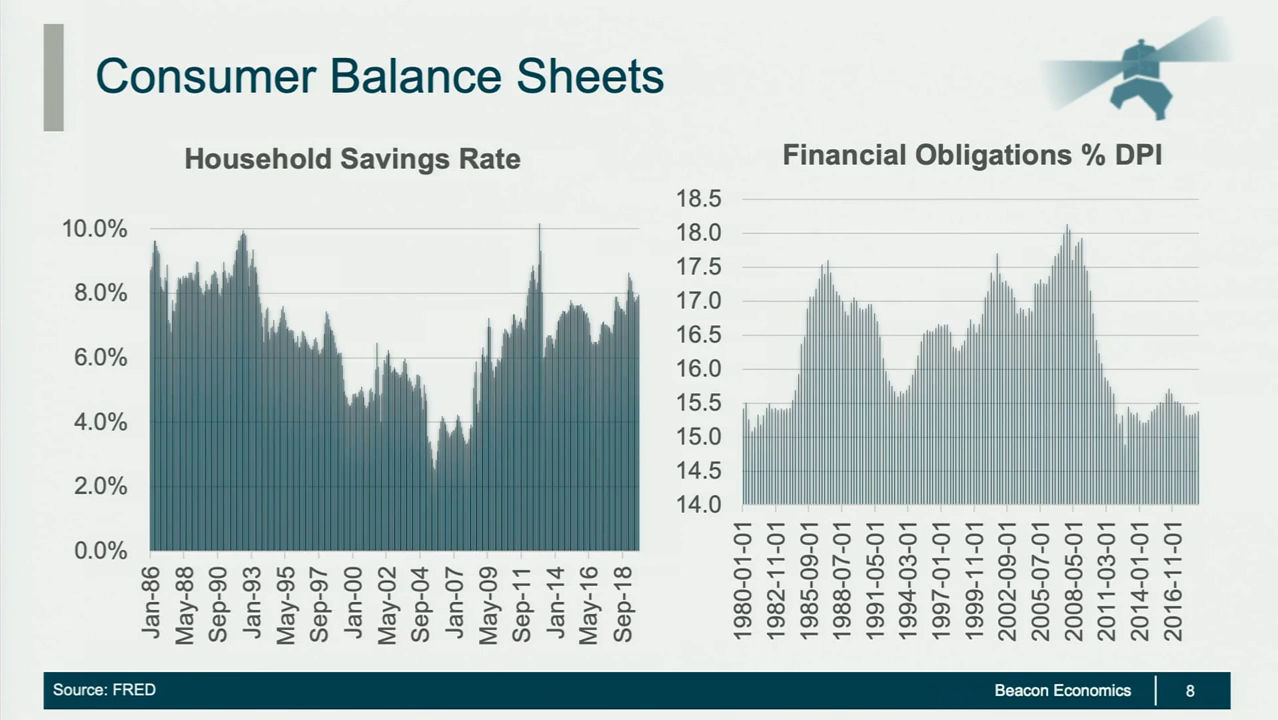 Consumer Balance Sheets
Household Savings Rate
10.0%
8.0%
6.0%
4.0%
2.0%
0.0%
Jan-86
May-88
Sep-90
Jan-93
May-95
Sep-97
Jan-00
May-02
Sep-04
Jan-07
May-09
Sep-11
Jan-14
May-16
Sep-18
Financial Obligations % DPI
18.5
18.0
17.5
17.0
16.5
16.0
15.5
15.0
14.5
14.0
1980-01-01
1982-11-01
1985-09-01
1988-07-01
1991-05-01
1994-03-01
1997-01-01
1999-11-01
2002-09-01
2005-07-01
2008-05-01
2011-03-01
2014-01-01
2016-11-01
Source: FRED
Beacon Economics
8